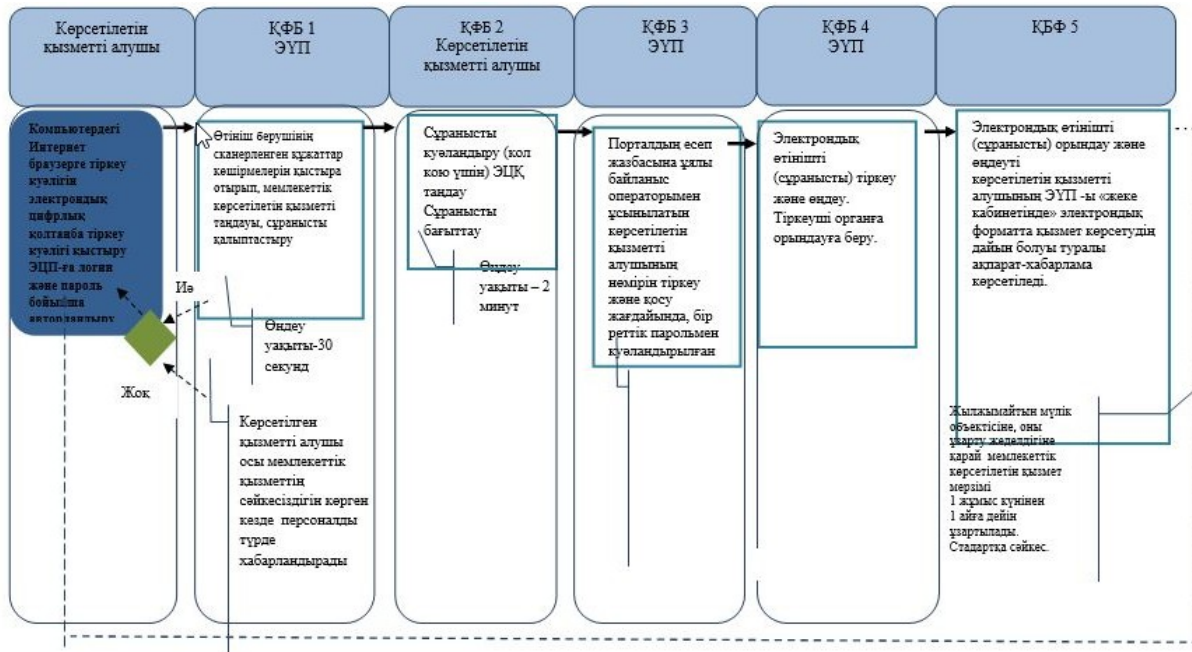 Көрсетілетін
қызметті алушы
ҚФБ 1
ЭҮП
ҚФБ 2
Көрсетілетін
қызметті алушы
ҚФБ 3
ЭҮП
ҚФБ 4
ЭҮП
ҚБФ 5
Компьютердегі
Интернет
браузерге тіркеу
куәлігін
электрондық
цифрлық
қолтаңба тіркеу
куәлігі қыстыру
ЭЦП-ға логин
және пароль
авторландыру
Иә
Жоқ
Өтініш берушінің
сканерленген құжаттар
көшірмелерін қыстыра
отырып, мемлекеттік
көрсетілетін қызметті
таңдауы, сұранысты
қалыптастыру
Өңдеу
уақыты-30
секунд
Көрсетілген
қызметті алушы
осы мемлекеттік
қызметтің
сәйкесіздігін көрген
кезде персоналды
түрде
хабарландырады
Сұранысты
куәландыру (қол
қою үшін) ЭЦҚ
таңдау
Сұранысты
бағыттау
Өңдеу
уақыты – 2
минут
Порталдың есеп
жазбасына ұялы
байланыс
операторымен
ұсынылатын
көрсетілетін
қызметті
алушының
нөмірін тіркеу
және қосу
жағдайында, бір
реттік парольмен
куәландырылған
Электрондық
өтінішті
(сұранысты) тіркеу
және өңдеу.
Тіркеуші органға
орындауға беру.
Электрондық өтінішті
(сұранысты) орындау және
өңдеуті
көрсетілетін қызметті
алушының ЭҮП -ы «жеке
кабинетінде» электрондық
форматта қызмет көрсетудің
дайын болуы туралы
ақпарат-хабарлама
көрсетіледі.
Жылжымайтын мүлік
объектісіне, оны
ұзарту жеделдігіне
қарай мемлекеттік
көрсетілетін қызмет
мерзімі
1 жұмыс күнінен
1 айға дейін
ұзартылады.
Стадартқа сәйкес.